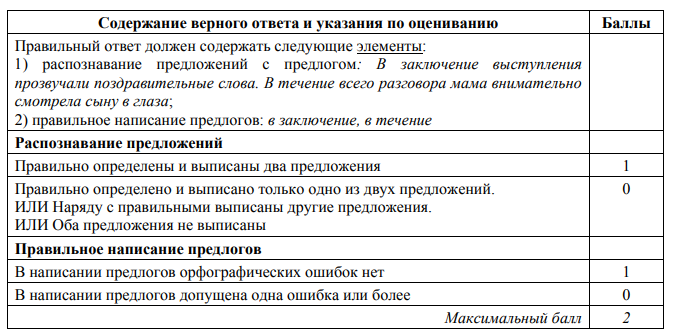 Содержание верного ответа и указания по оцениванию Баллы
Правильный ответ должен содержать следующие элементы:
1) распознавание предложений с предлогом: В заключение выступления
прозвучали поздравительные слова. В течение всего разговора мама внимательно
смотрела сыну в глаза;
2) правильное написание предлогов: в заключение, в течение
Распознавание предложений
Правильно определены и выписаны два предложения 1
Правильно определено и выписано только одно из двух предложений. 0
ИЛИ Наряду с правильными выписаны другие предложения.
ИЛИ Оба предложения не выписаны
Правильное написание предлогов
В написании предлогов орфографических ошибок нет 1
В написании предлогов допущена одна ошибка или более 0
Максимальный балл 2